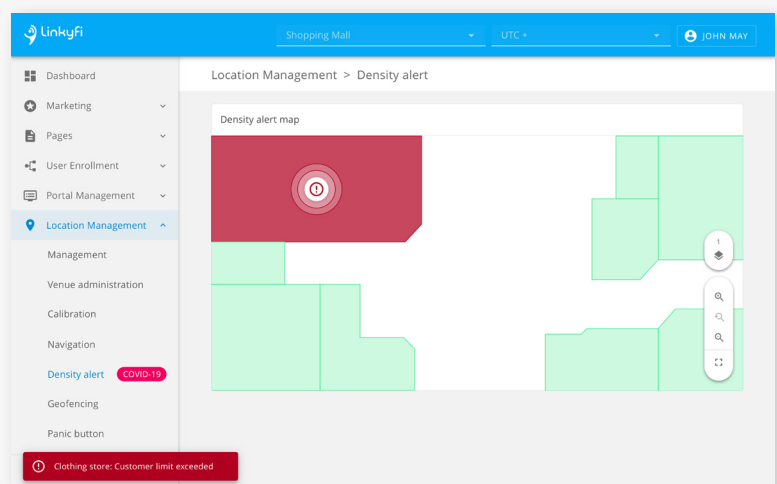 Linkyfi
Shopping Mall
UTC +
JOHN MAY
Dashboard
Marketing
Pages
User Enrollment
Portal Management
Location Management
Management
Venue administration
Calibration
Navigation
Density alert COVID-19
Geofencing
Panic button
Location Management > Density alert
Density alert map
1
Clothing store: Customer limit exceeded